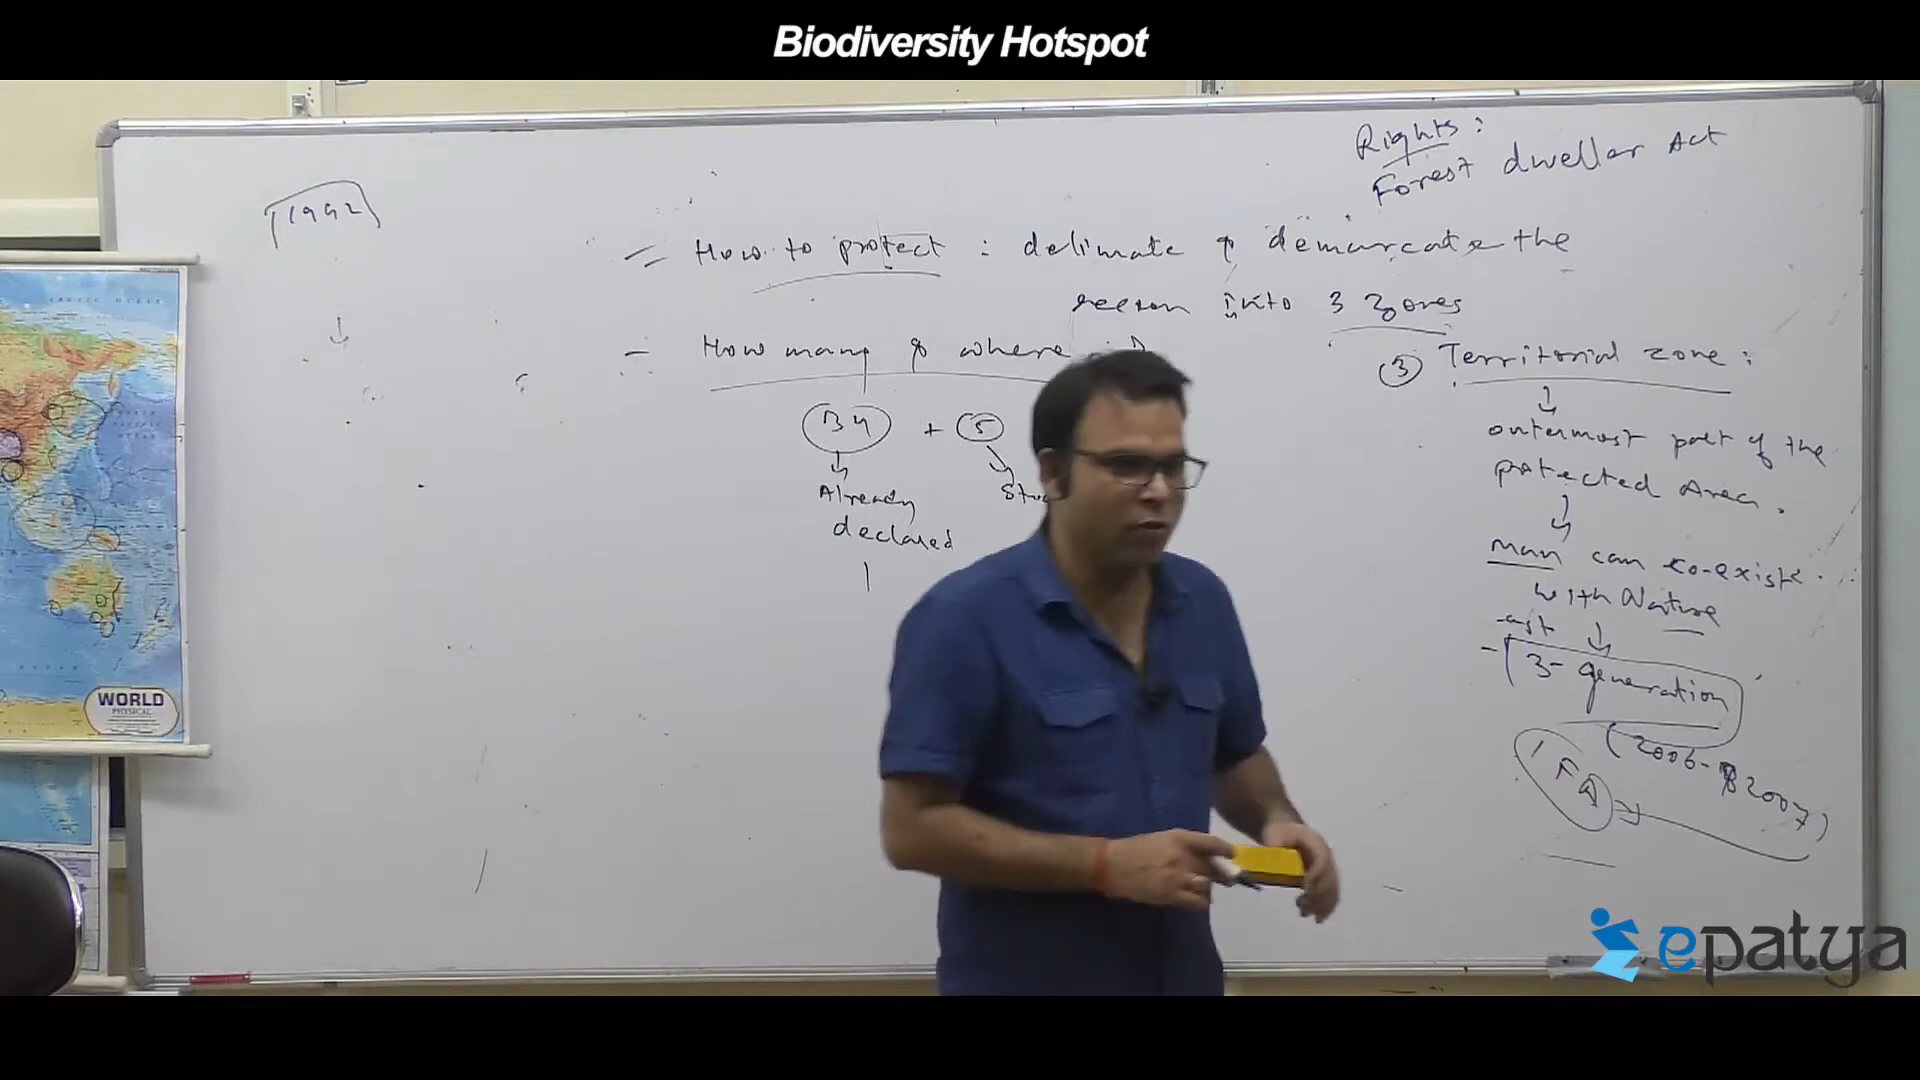 Biodiversity Hotspot
Rights:
Forest dweller Act
1992
= How to protect : delimate & demarcate the
into 3 Zones
- How many & where
34 + 5
Already
declared
③ Territorial zone:
outermost part of the
protected Area.
man can co-exist
with Nature
3-generation
(2006-2007)
WORLD
PHYSICAL
epatya